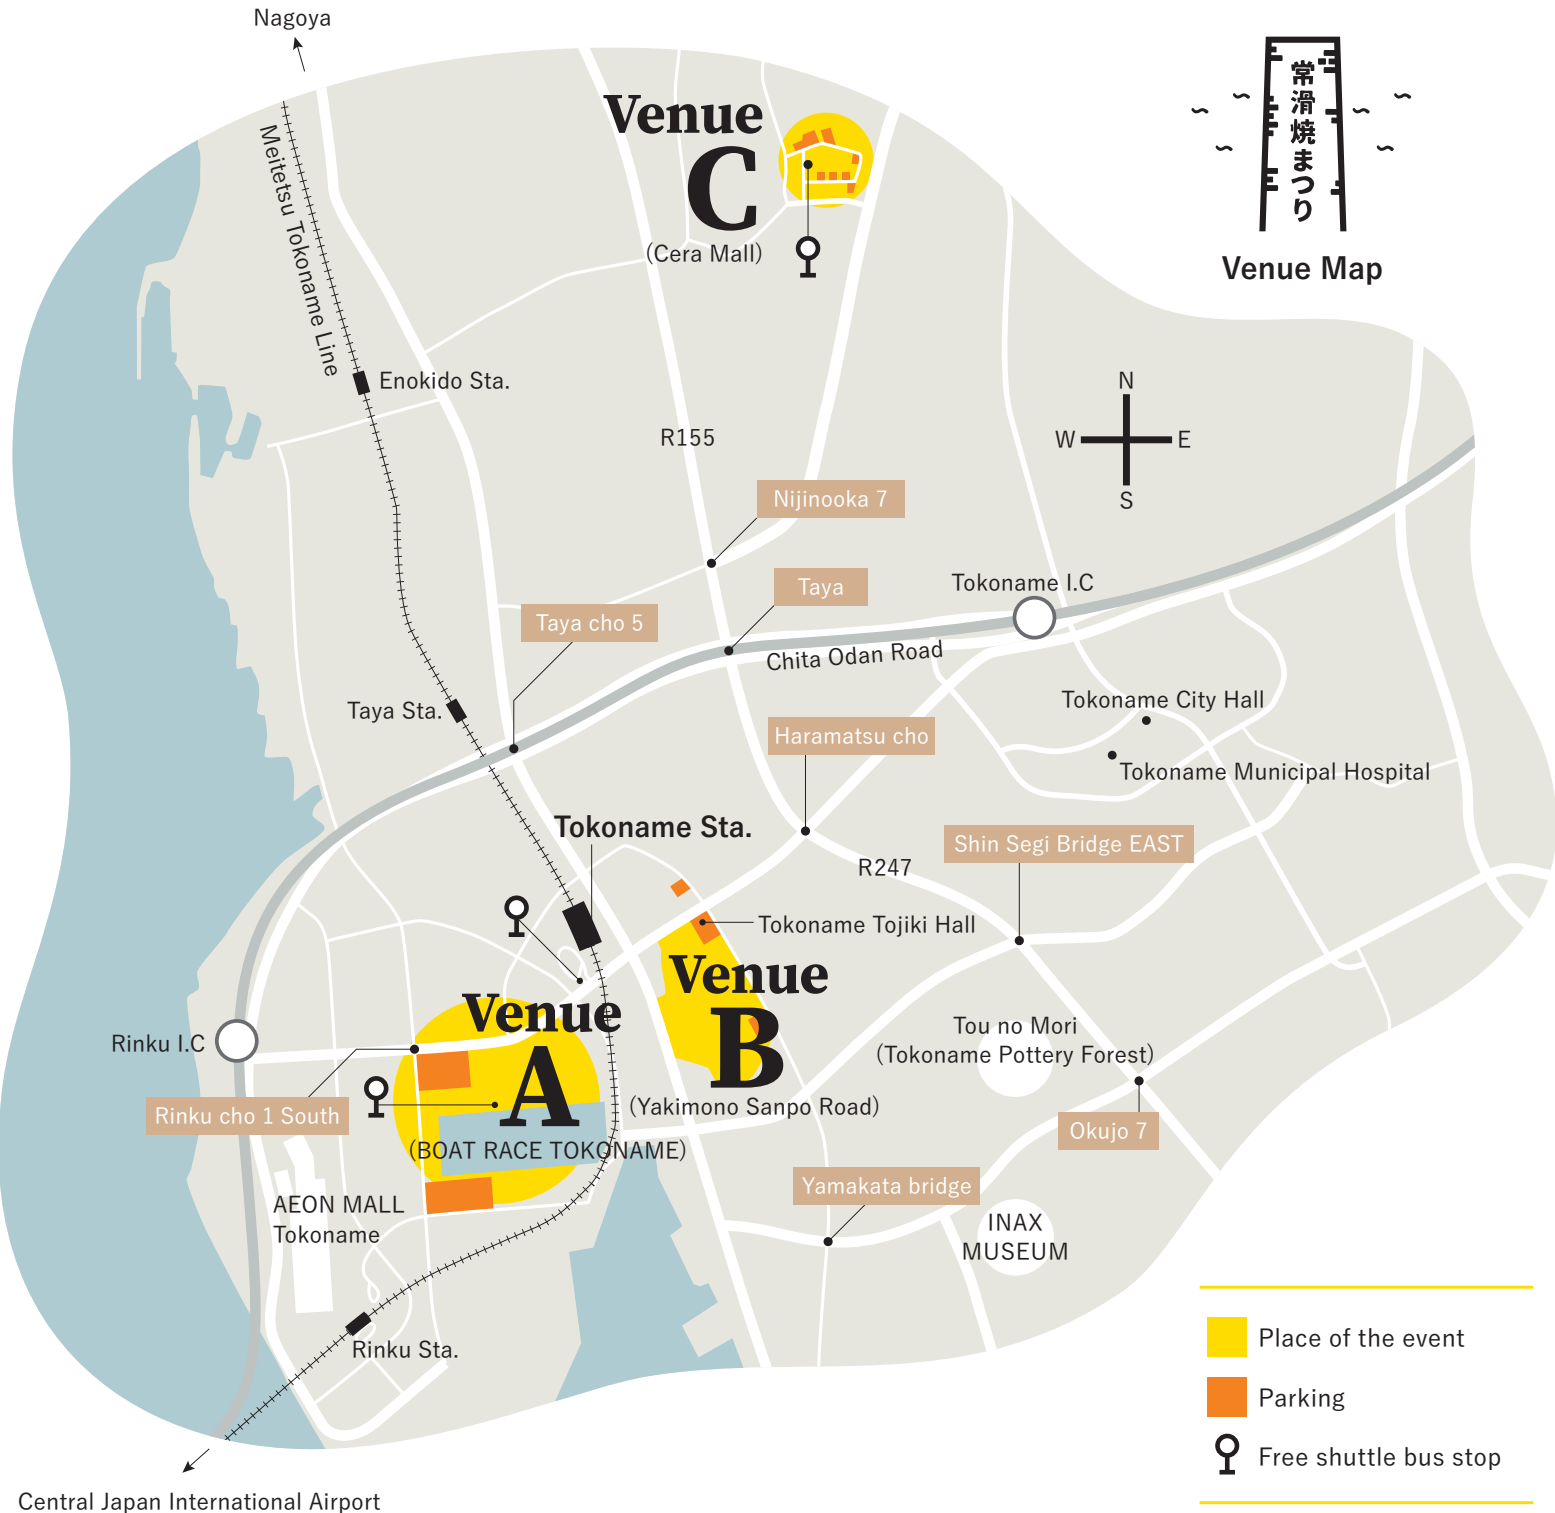 Nagoya
常滑焼まつり
Venue Map
Meitetsu Tokoname Line
Venue
C
(Cera Mall)
Enokido Sta.
N
W
E
S
R155
Nijinooka 7
Taya
Tokoname I.C
Taya cho 5
Chita Odan Road
Taya Sta.
Tokoname City Hall
Haramatsu cho
Tokoname Municipal Hospital
Tokoname Sta.
Shin Segi Bridge EAST
R247
Tokoname Tojiki Hall
Venue
B
(Yakimono Sanpo Road)
Venue
A
(BOAT RACE TOKONAME)
Tou no Mori
(Tokoname Pottery Forest)
Rinku I.C
Rinku cho 1 South
Okujo 7
Yamakata bridge
AEON MALL
Tokoname
INAX
MUSEUM
Rinku Sta.
Place of the event
Parking
Free shuttle bus stop
Central Japan International Airport